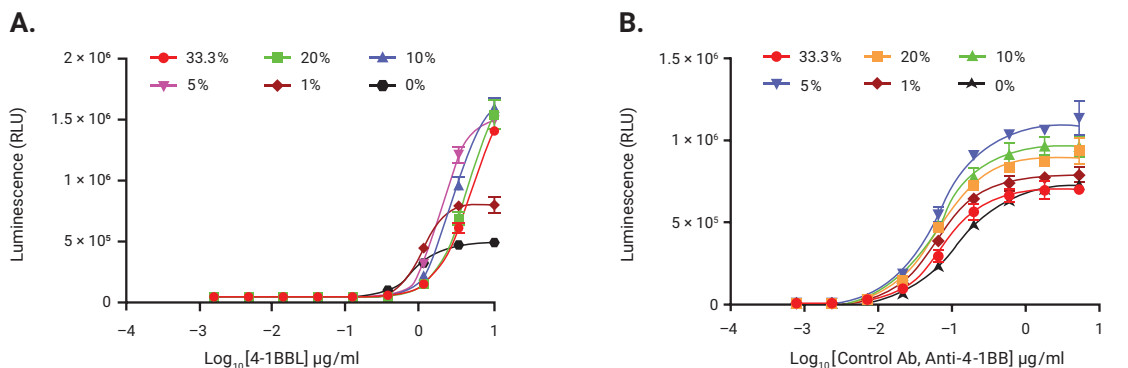 A.
33.3% 20% 10%
5% 1% 0%
Luminescence (RLU)
2 × 10⁶
1.5 × 10⁶
1 × 10⁶
5 × 10⁵
0
−4 −3 −2 −1 0 1
Log₁₀[4-1BBL] µg/ml
B.
33.3% 20% 10%
5% 1% 0%
Luminescence (RLU)
1.5 × 10⁶
1 × 10⁶
5 × 10⁵
0
−4 −3 −2 −1 0 1
Log₁₀[Control Ab, Anti-4-1BB] µg/ml